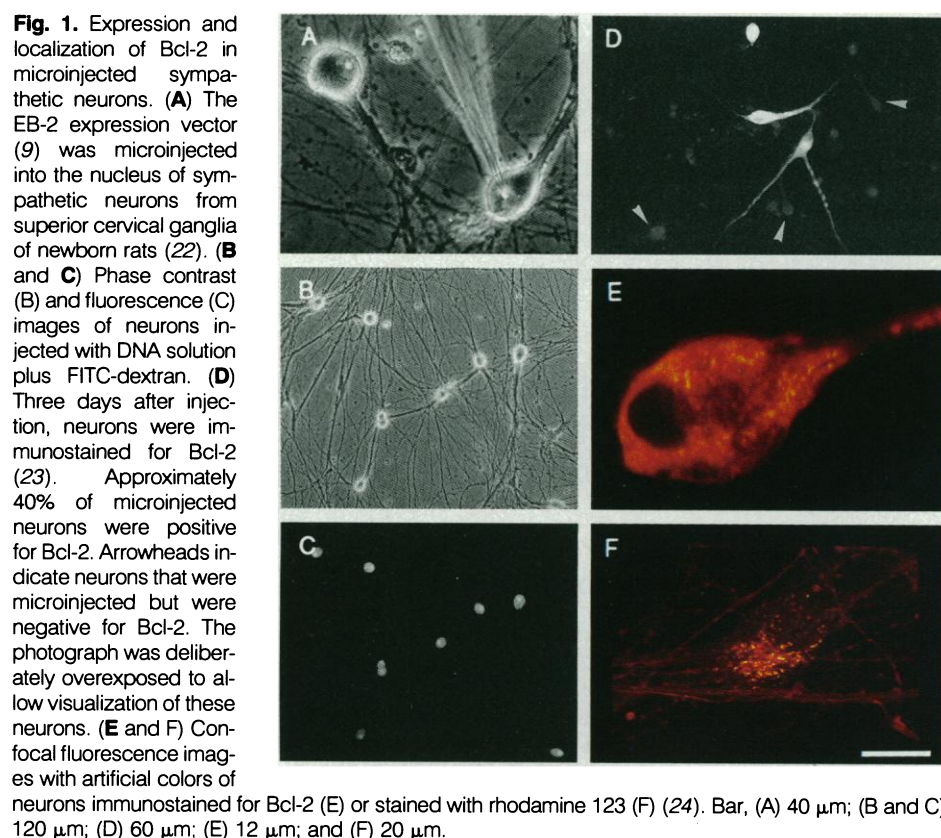 Fig. 1. Expression and
localization of Bcl-2 in
microinjected sympa-
thetic neurons. (A) The
EB-2 expression vector
(9) was microinjected
into the nucleus of sym-
pathetic neurons from
superior cervical ganglia
of newborn rats (22). (B
and C) Phase contrast
(B) and fluorescence (C)
images of neurons in-
jected with DNA solution
plus FITC-dextran. (D)
Three days after injec-
tion, neurons were im-
munostained for Bcl-2
(23). Approximately
40% of microinjected
neurons were positive
for Bcl-2. Arrowheads in-
dicate neurons that were
microinjected but were
negative for Bcl-2. The
photograph was deliber-
ately overexposed to al-
low visualization of these
neurons. (E and F) Con-
focal fluorescence imag-
es with artificial colors of
neurons immunostained for Bcl-2 (E) or stained with rhodamine 123 (F) (24). Bar, (A) 40 μm; (B and C)
120 μm; (D) 60 μm; (E) 12 μm; and (F) 20 μm.
A
B
C
D
E
F